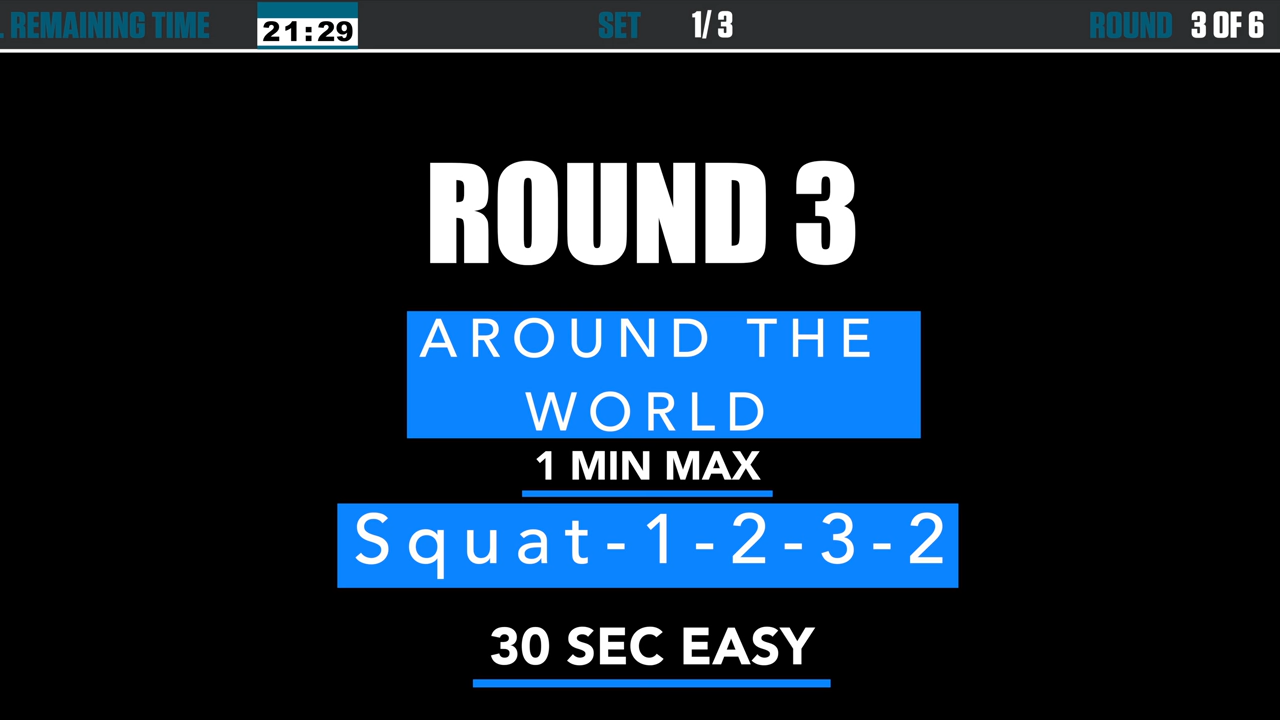 . REMAINING TIME 21:29 SET 1/ 3 ROUND 3 OF 6
ROUND 3
AROUND THE
WORLD
1 MIN MAX
Squat-1-2-3-2
30 SEC EASY